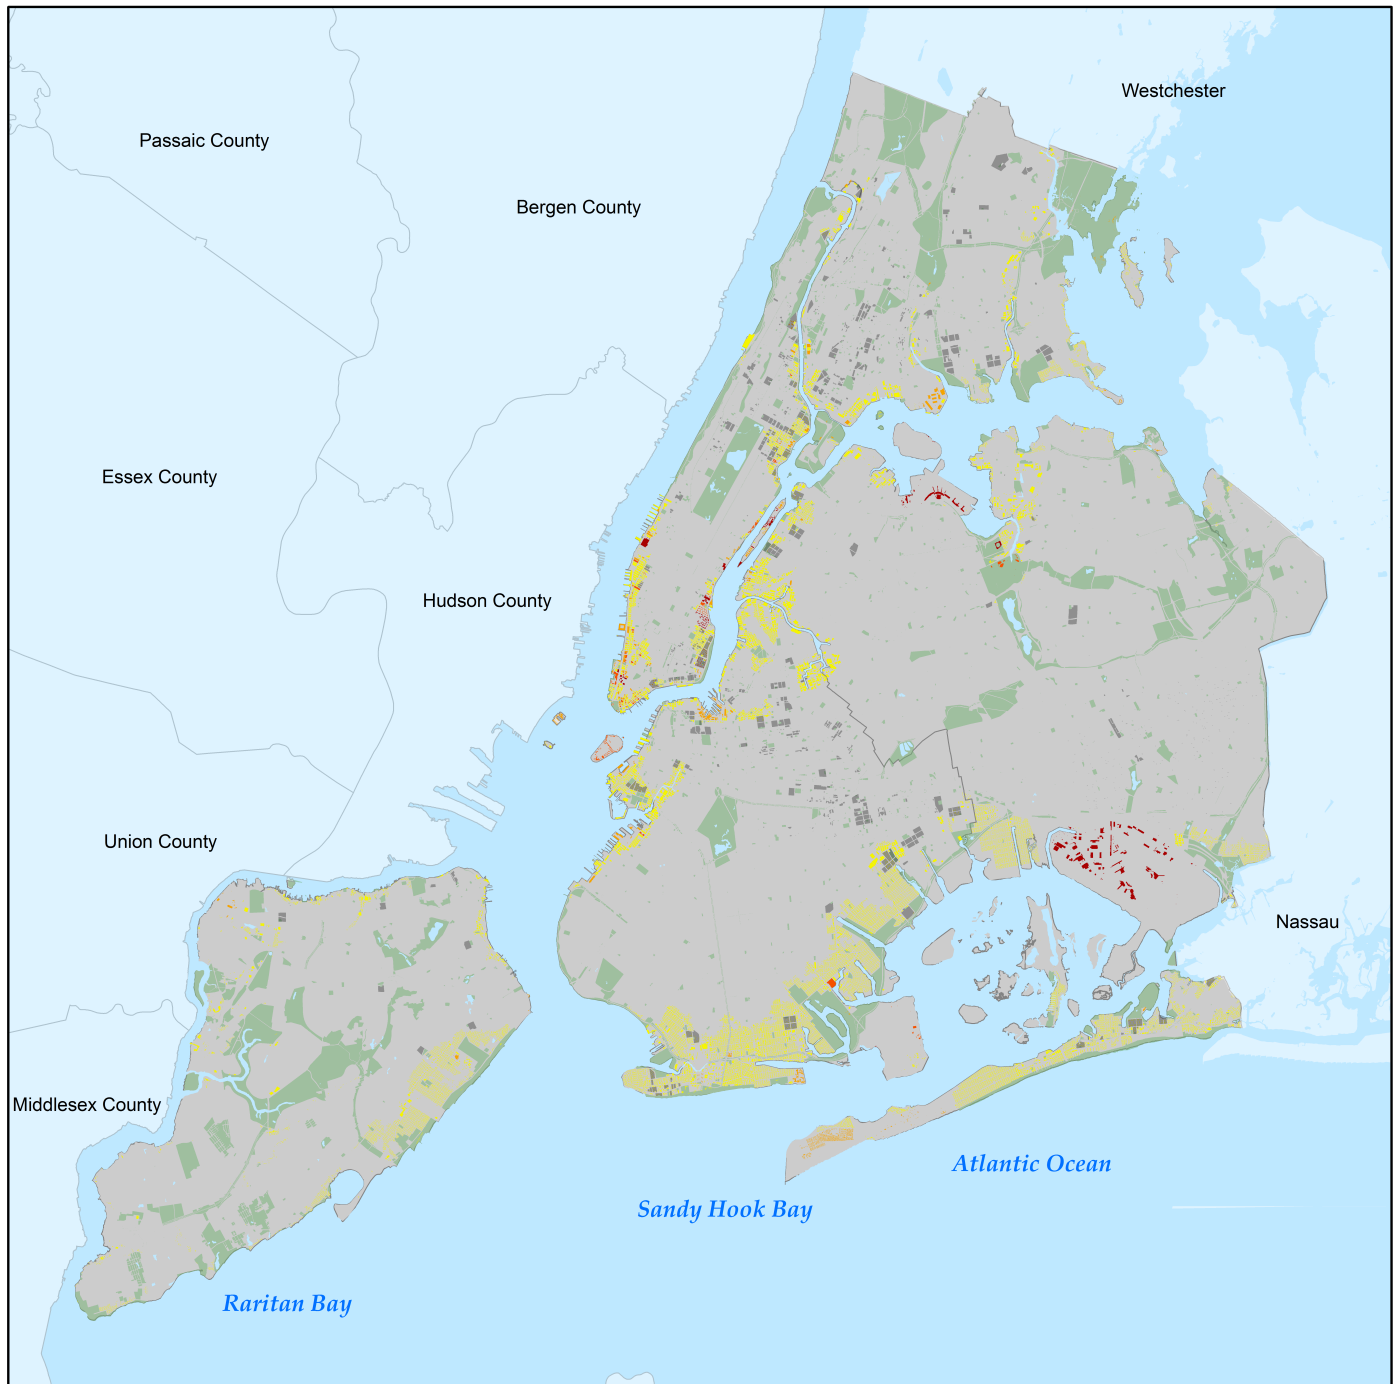 Westchester
Passaic County
Bergen County
Essex County
Hudson County
Union County
Nassau
Middlesex County
Atlantic Ocean
Sandy Hook Bay
Raritan Bay